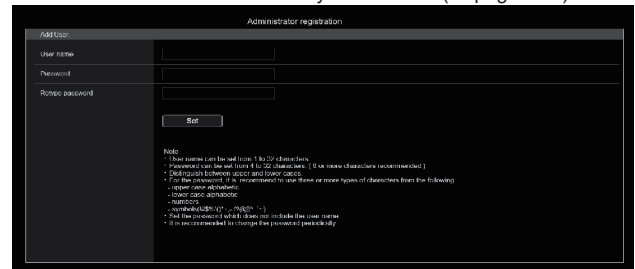 Administrator registration
Add User
User name
Password
Retype password
Set
Note
* User name can be set from 1 to 32 characters.
* Password can be set from 4 to 32 characters. ( 8 or more characters recommended )
* Distinguish between upper and lower cases.
* For the password, it is recommend to use three or more types of characters from the following
- upper case alphabetic
- lower case alphabetic
- numbers
- symbols
* Set the password which does not include the user name
* It is recommended to change the password periodically